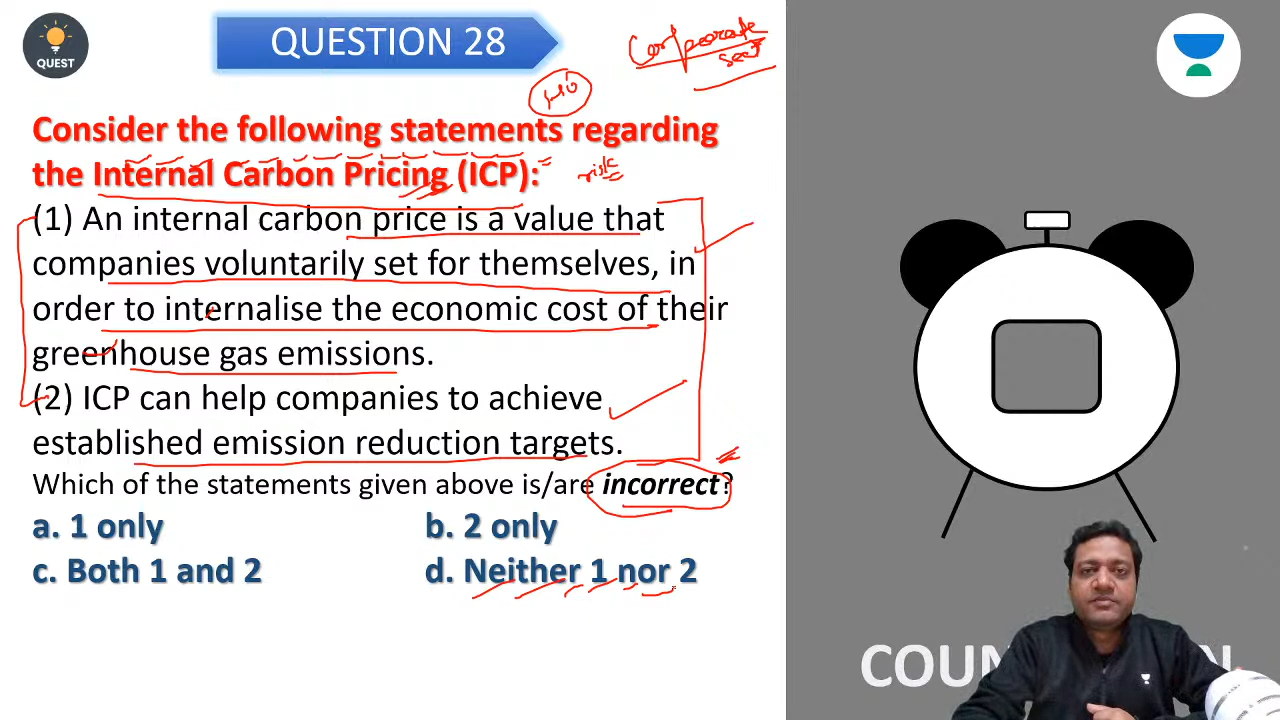 QUEST
QUESTION 28
Corporate
Consider the following statements regarding
the Internal Carbon Pricing (ICP):
risk
(1) An internal carbon price is a value that
companies voluntarily set for themselves, in
order to internalise the economic cost of their
greenhouse gas emissions.
(2) ICP can help companies to achieve
established emission reduction targets.
Which of the statements given above is/are incorrect?
a. 1 only
b. 2 only
c. Both 1 and 2
d. Neither 1 nor 2